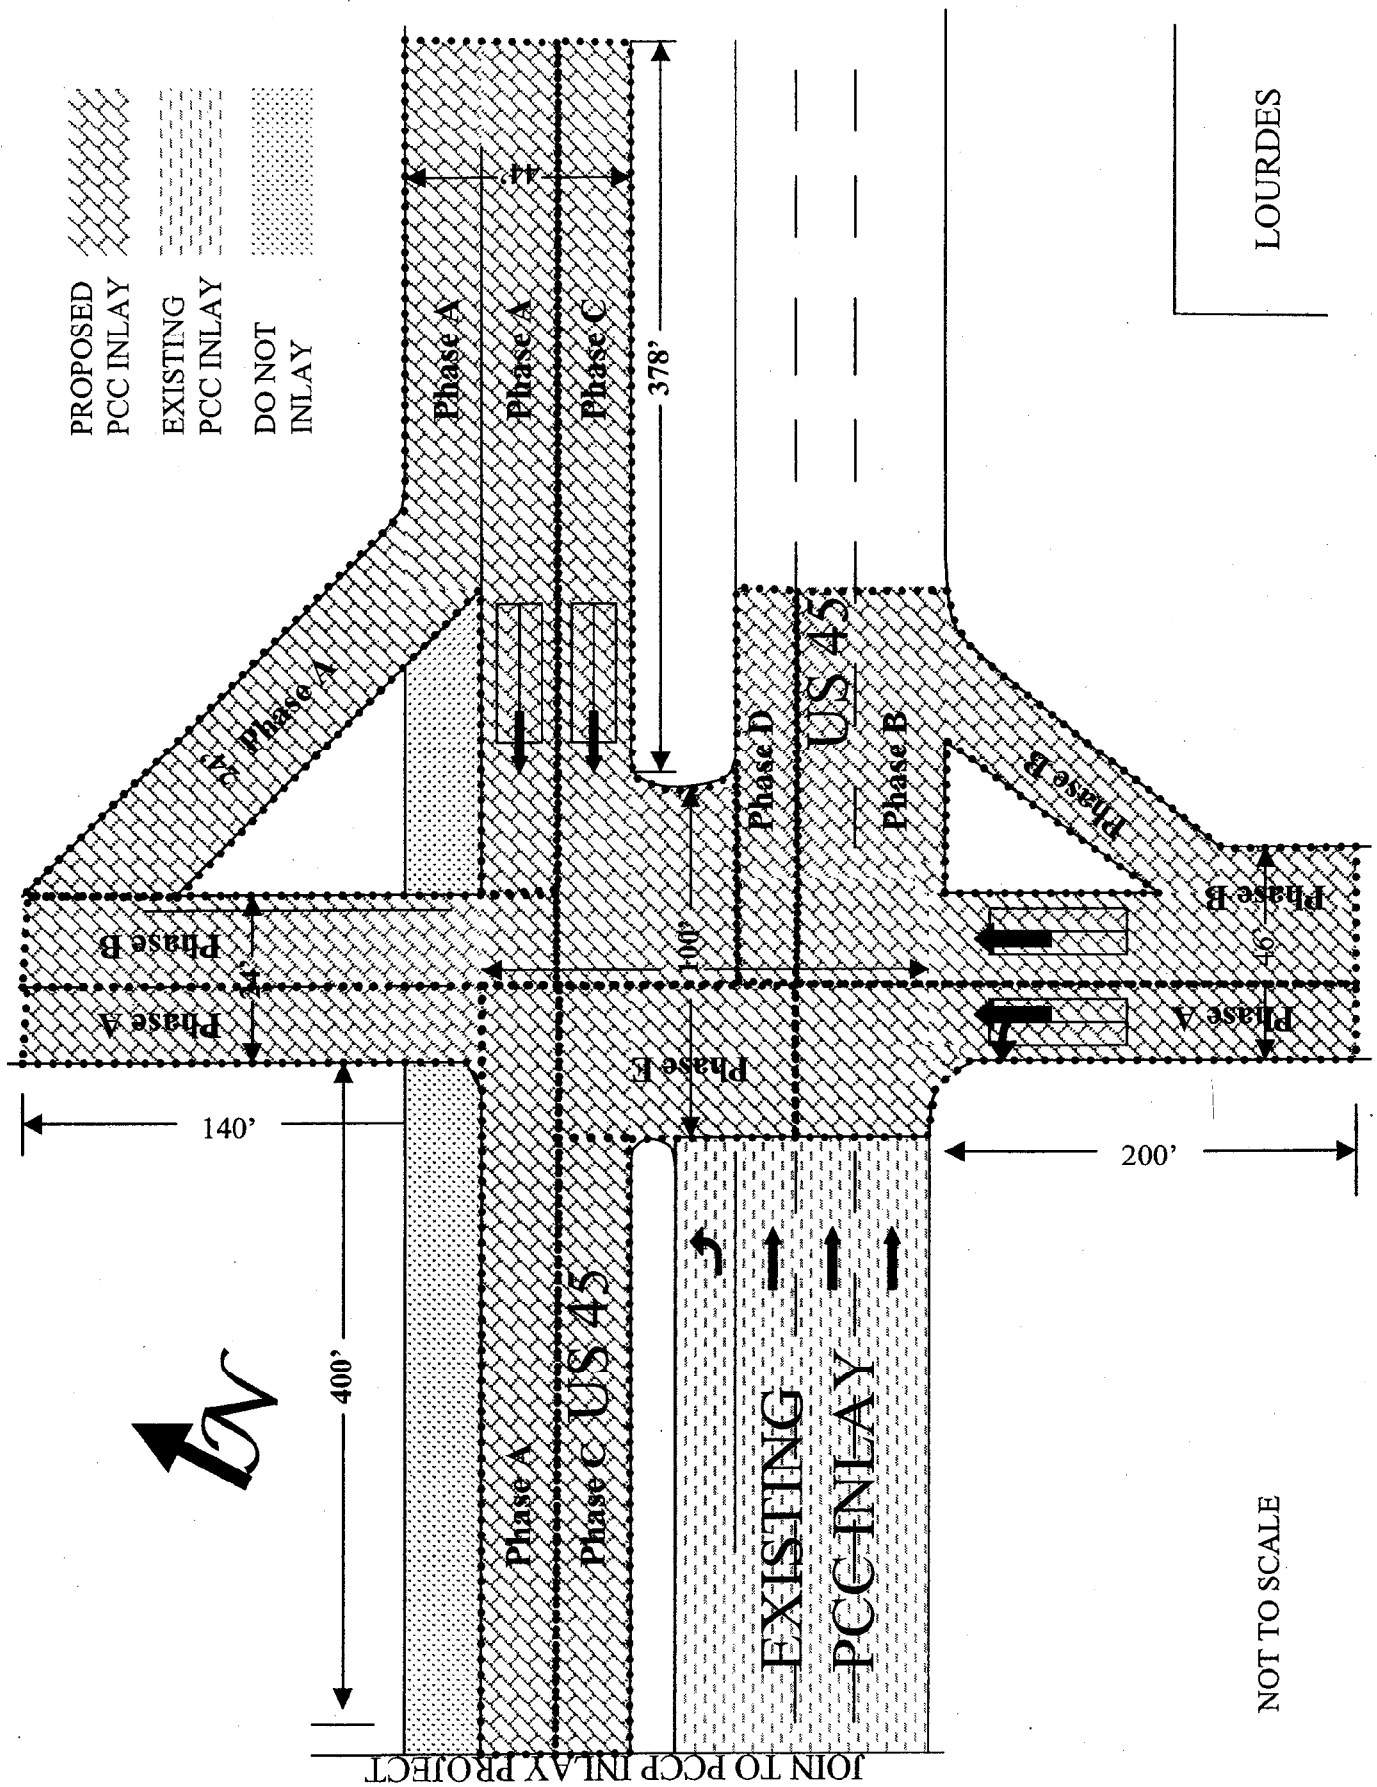 PROPOSED
PCC INLAY
EXISTING
PCC INLAY
DO NOT
INLAY
44'
Phase A
Phase A
Phase C
378'
LOURDES
24'
Phase A
Phase D
US 45
Phase B
Phase B
Phase B
Phase A
24'
100'
Phase B
46'
Phase A
Phase E
140'
200'
N
400'
Phase A
Phase C
US 45
EXISTING
PCC INLAY
NOT TO SCALE
JOIN TO PCCP INLAY PROJECT